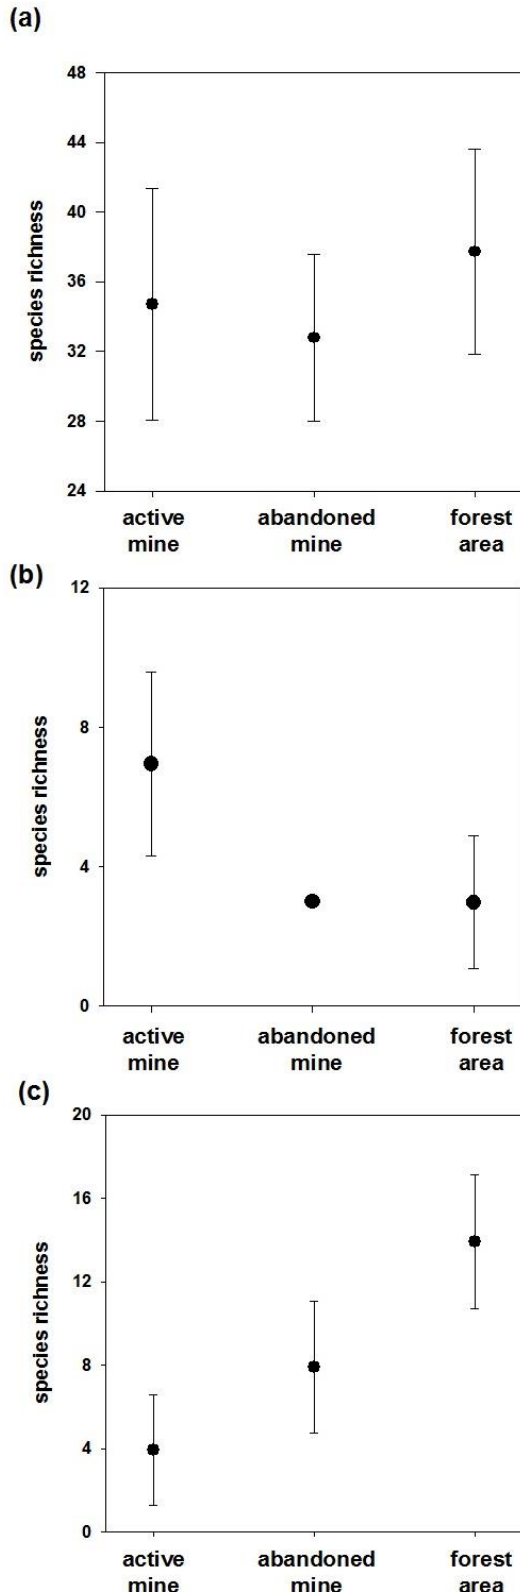 (a)
48
44
40
36
32
28
24
species richness
active abandoned forest
mine mine area
(b)
12
8
4
0
species richness
active abandoned forest
mine mine area
(c)
20
16
12
8
4
0
species richness
active abandoned forest
mine mine area